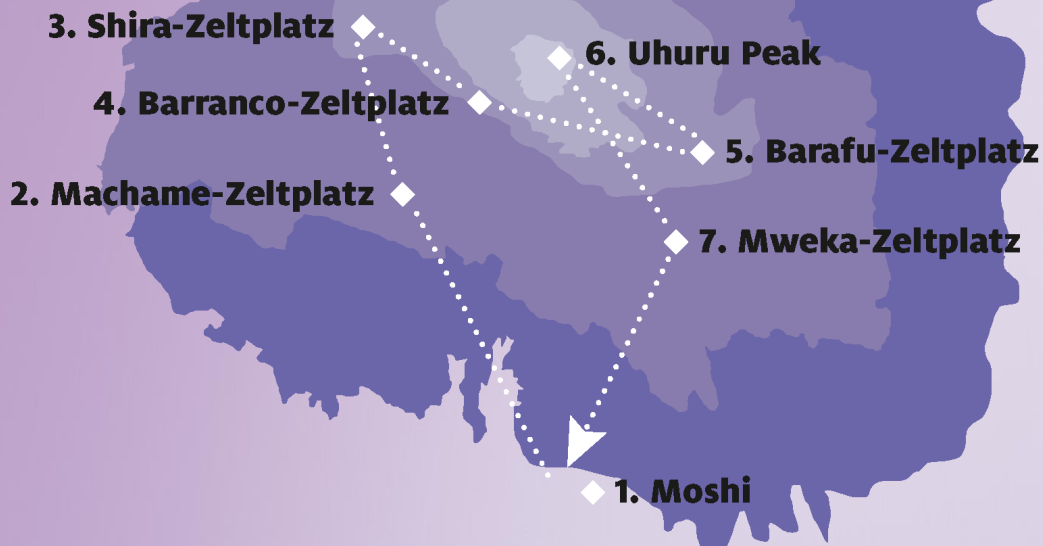 3. Shira-Zeltplatz
6. Uhuru Peak
4. Barranco-Zeltplatz
5. Barafu-Zeltplatz
2. Machame-Zeltplatz
7. Mweka-Zeltplatz
1. Moshi